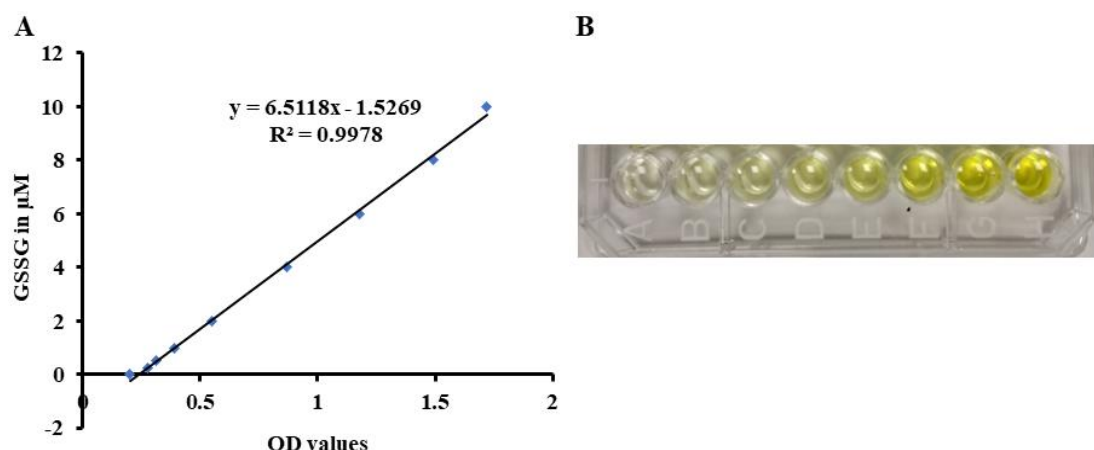 A
B
12
10
8
6
4
2
0
-2
y = 6.5118x - 1.5269
R² = 0.9978
GSSG in µM
0 0.5 1 1.5 2
OD values
A B C D E F G H